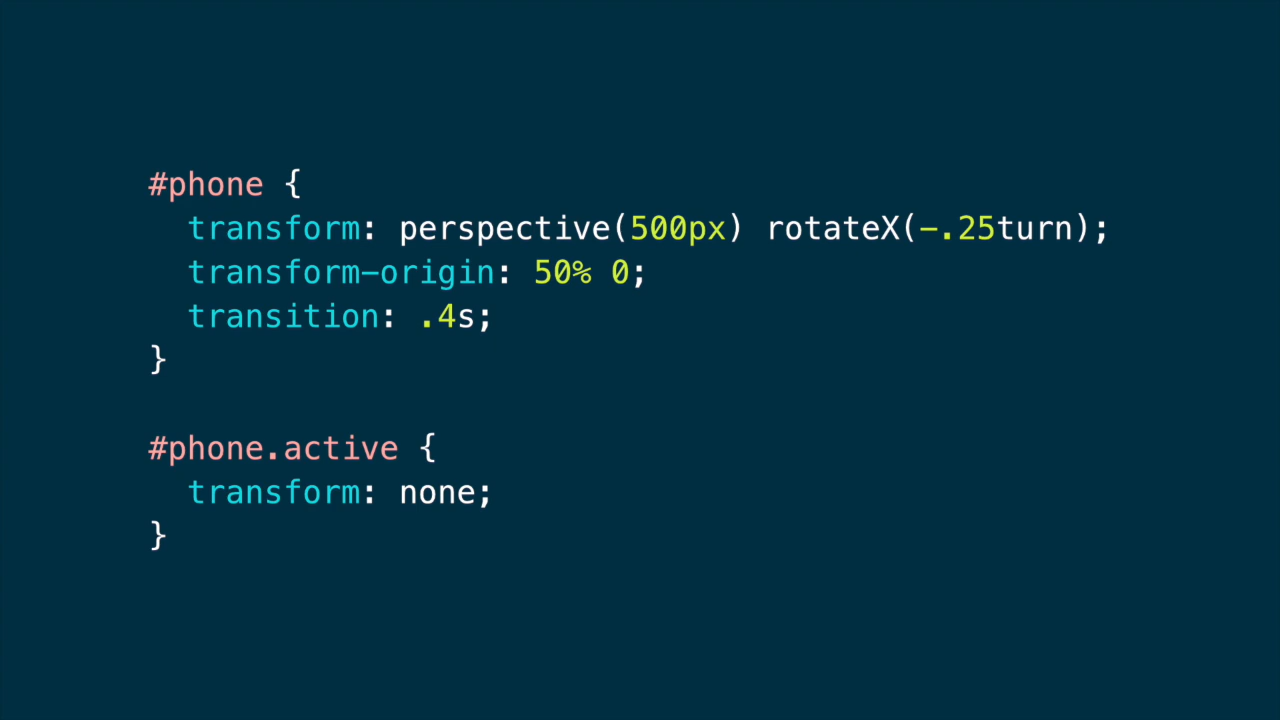 #phone {
  transform: perspective(500px) rotateX(-.25turn);
  transform-origin: 50% 0;
  transition: .4s;
}
#phone.active {
  transform: none;
}